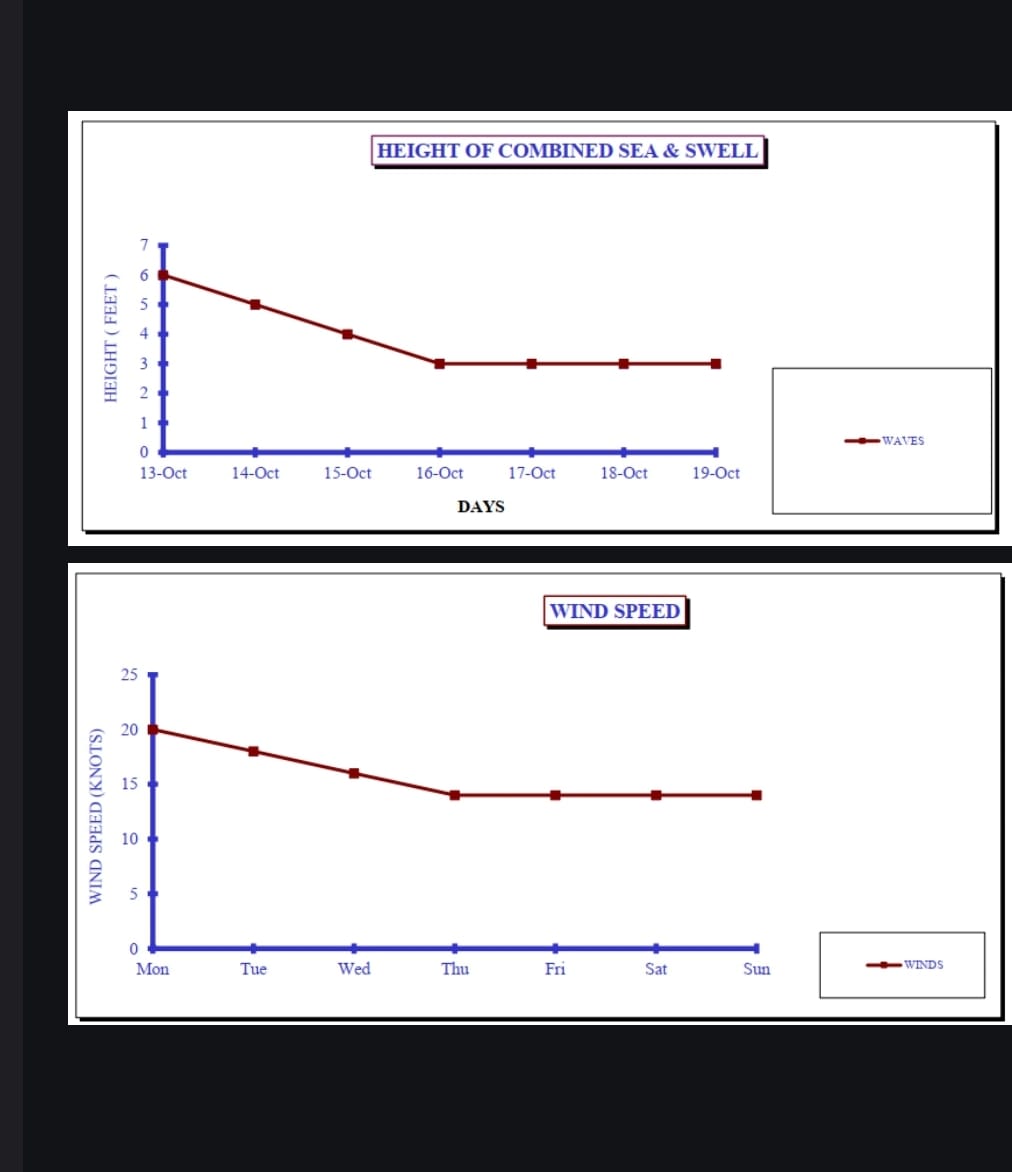 HEIGHT OF COMBINED SEA & SWELL
HEIGHT ( FEET )
7
6
5
4
3
2
1
0
13-Oct 14-Oct 15-Oct 16-Oct 17-Oct 18-Oct 19-Oct
DAYS
WAVES
WIND SPEED
WIND SPEED (KNOTS)
25
20
15
10
5
0
Mon Tue Wed Thu Fri Sat Sun
WINDS